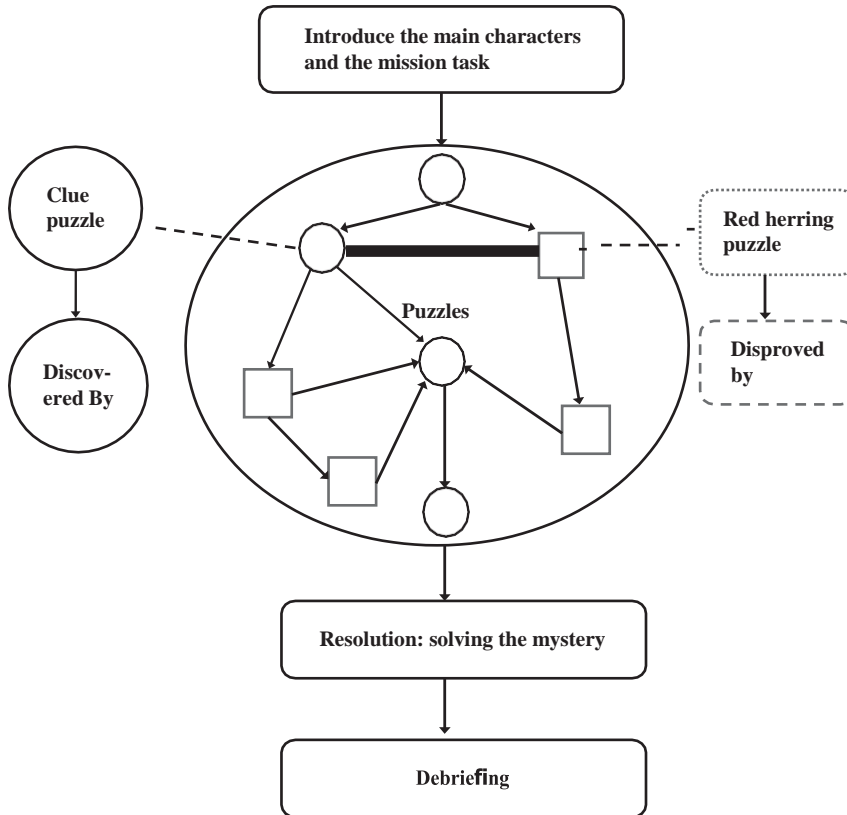 Introduce the main characters
and the mission task
Clue
puzzle
Red herring
puzzle
Puzzles
Discov-
ered By
Disproved
by
Resolution: solving the mystery
Debriefing